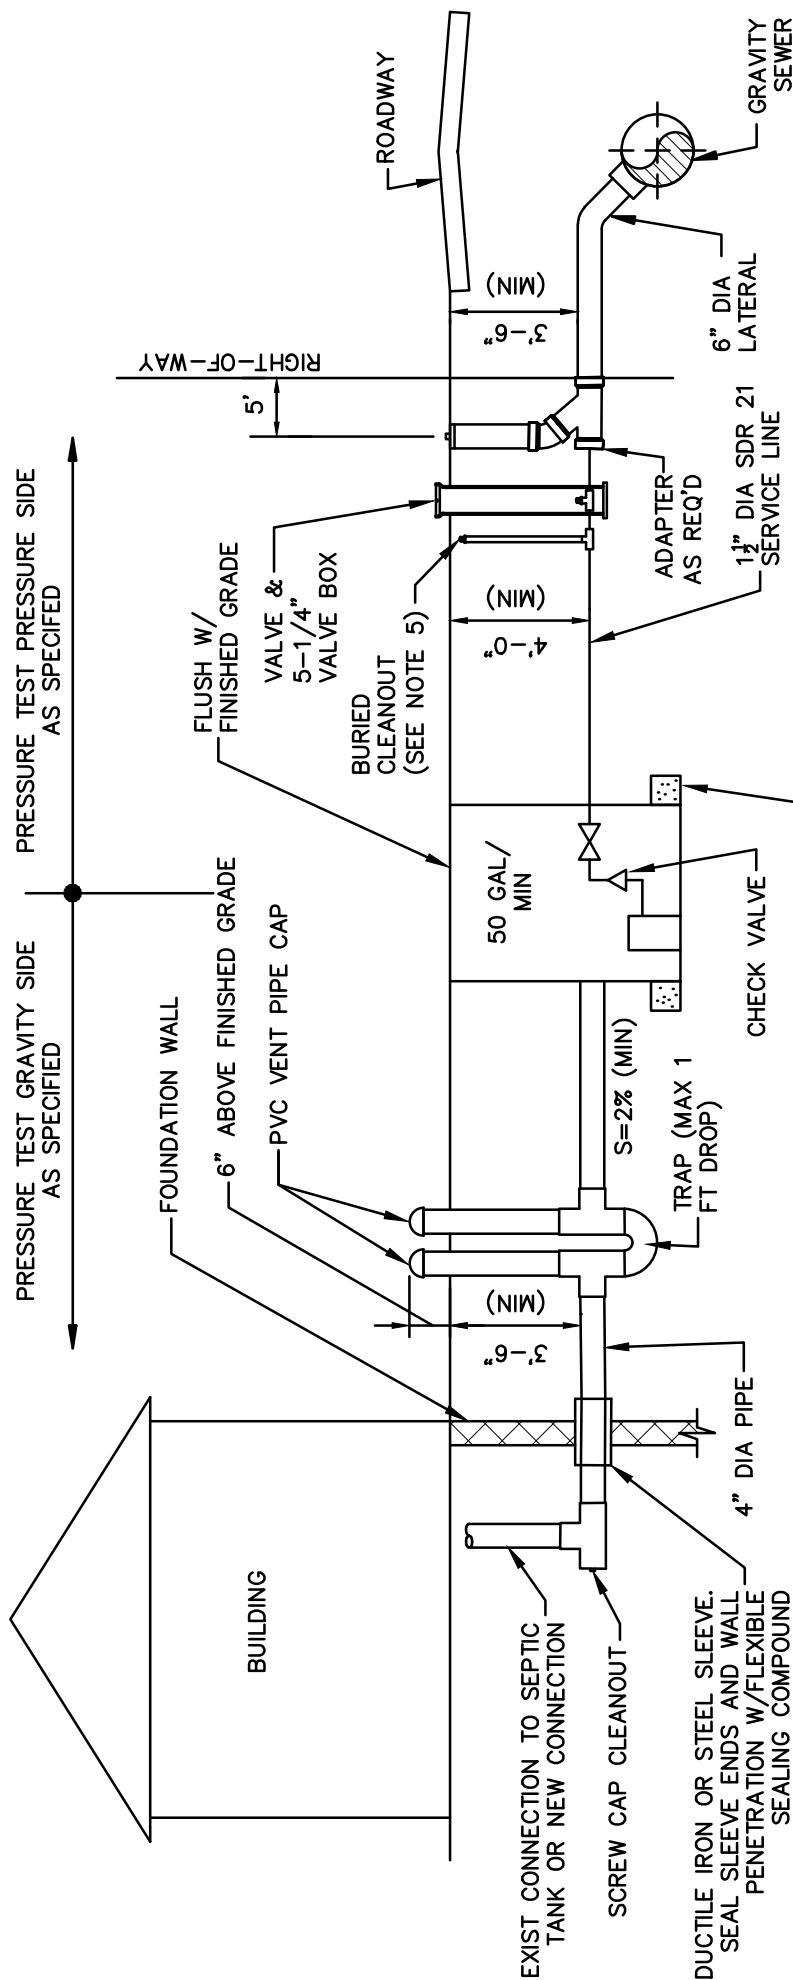 PRESSURE TEST GRAVITY SIDE
AS SPECIFIED
PRESSURE TEST PRESSURE SIDE
AS SPECIFED
FOUNDATION WALL
6" ABOVE FINISHED GRADE
PVC VENT PIPE CAP
FLUSH W/
FINISHED GRADE
VALVE &
5-1/4"
VALVE BOX
BURIED
CLEANOUT
(SEE NOTE 5)
5'
RIGHT-OF-WAY
ROADWAY
BUILDING
3'-6"
(MIN)
50 GAL/
MIN
4'-0"
(MIN)
3'-6"
(MIN)
EXIST CONNECTION TO SEPTIC
TANK OR NEW CONNECTION
SCREW CAP CLEANOUT
DUCTILE IRON OR STEEL SLEEVE.
SEAL SLEEVE ENDS AND WALL
PENETRATION W/FLEXIBLE
SEALING COMPOUND
4" DIA PIPE
S=2% (MIN)
TRAP (MAX 1
FT DROP)
CHECK VALVE
ADAPTER
AS REQ'D
1½" DIA SDR 21
SERVICE LINE
6" DIA
LATERAL
GRAVITY
SEWER